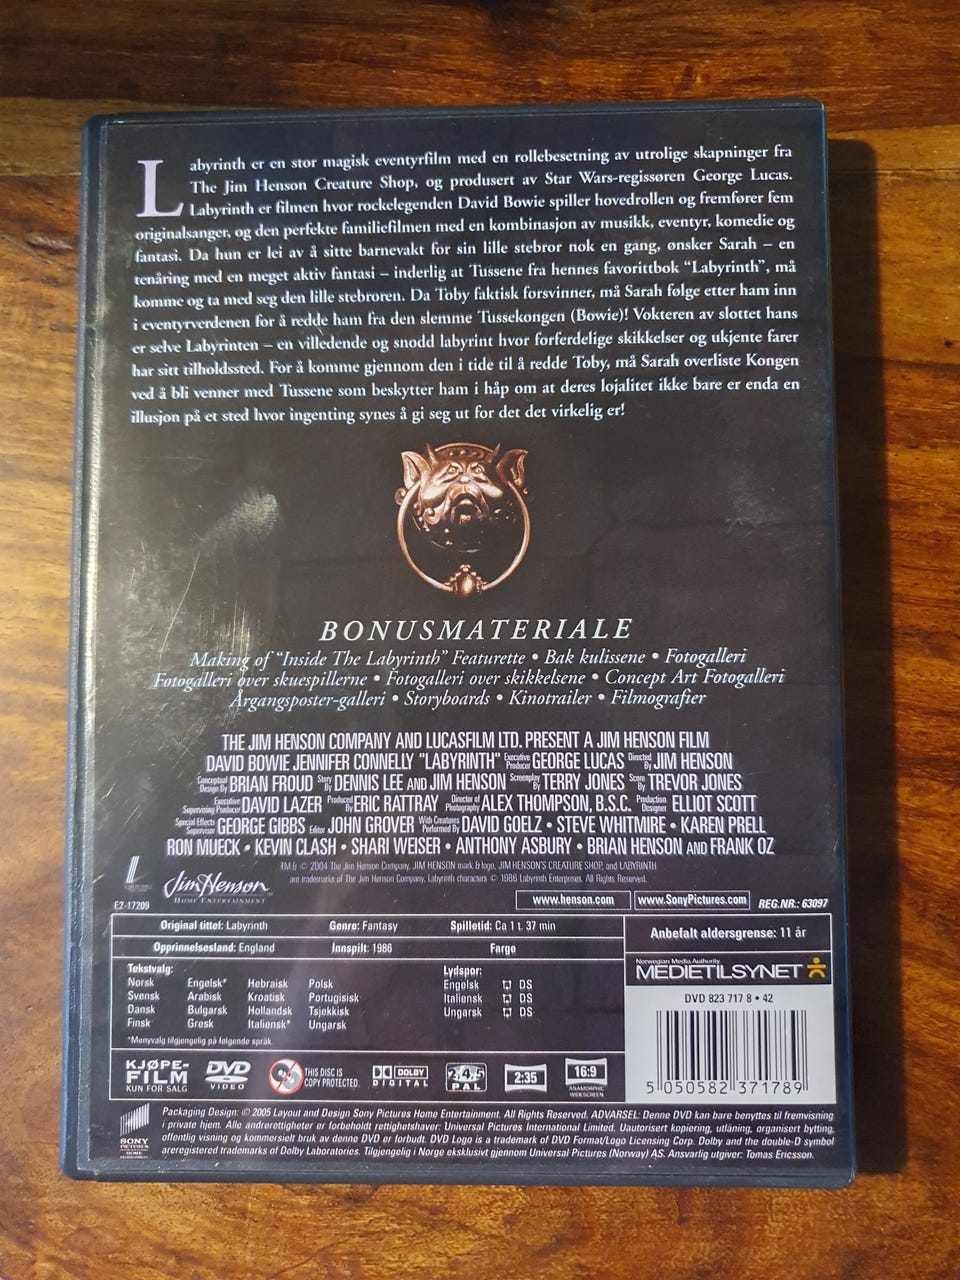 Labyrinth er en stor magisk eventyrfilm med en rollebesetning av utrolige skapninger fra
The Jim Henson Creature Shop, og produsert av Star Wars-regissøren George Lucas.
Labyrinth er filmen hvor rockelegenden David Bowie spiller hovedrollen og fremfører fem
originalsanger, og den perfekte familiefilmen med en kombinasjon av musikk, eventyr, komedie og
fantasi. Da hun er lei av å sitte barnevakt for sin lille stebror nok en gang, ønsker Sarah – en
tenåring med en meget aktiv fantasi – inderlig at Tussene fra hennes favorittbok “Labyrinth”, må
komme og ta med seg den lille stebroren. Da Toby faktisk forsvinner, må Sarah følge etter ham inn
i eventyrverdenen for å redde ham fra den slemme Tussekongen (Bowie)! Vokteren av slottet hans
er selve Labyrinten – en villedende og snodd labyrint hvor forferdelige skikkelser og ukjente farer
har sitt tilholdssted. For å komme gjennom den i tide til å redde Toby, må Sarah overliste Kongen
ved å bli venner med Tussene som beskytter ham i håp om at deres lojalitet ikke bare er enda en
illusjon på et sted hvor ingenting synes å gi seg ut for det det virkelig er!
BONUSMATERIALE
Making of “Inside The Labyrinth” Featurette • Bak kulissene • Fotogalleri
Fotogalleri over skuespillerne • Fotogalleri over skikkelsene • Concept Art Fotogalleri
Årgangsposter-galleri • Storyboards • Kinotrailer • Filmografier
THE JIM HENSON COMPANY AND LUCASFILM LTD. PRESENT A JIM HENSON FILM
DAVID BOWIE JENNIFER CONNELLY "LABYRINTH" Executive Producer GEORGE LUCAS Directed By JIM HENSON
Conceptual Design By BRIAN FROUD Story By DENNIS LEE AND JIM HENSON Screenplay By TERRY JONES Score By TREVOR JONES
Executive Supervising Producer DAVID LAZER Produced By ERIC RATTRAY Director of Photography ALEX THOMPSON, B.S.C. Production Designer ELLIOT SCOTT
Special Effects Supervisor GEORGE GIBBS Editor JOHN GROVER With Creatures Performed By DAVID GOELZ • STEVE WHITMIRE • KAREN PRELL
RON MUECK • KEVIN CLASH • SHARI WEISER • ANTHONY ASBURY • BRIAN HENSON AND FRANK OZ
TM & © 2004 The Jim Henson Company. JIM HENSON mark & logo, JIM HENSON'S CREATURE SHOP, and LABYRINTH
are trademarks of The Jim Henson Company. Labyrinth characters © 1986 Labyrinth Enterprises. All Rights Reserved.
Jim Henson
HOME ENTERTAINMENT
E2-17209
www.henson.com
www.SonyPictures.com
REG.NR.: 63097
Original tittel: Labyrinth Genre: Fantasy Spilletid: Ca 1 t. 37 min
Opprinnelsesland: England Innspilt: 1986 Farge
Anbefalt aldersgrense: 11 år
Norwegian Media Authority
MEDIETILSYNET
Tekstvalg:
Norsk Engelsk* Hebraisk Polsk
Svensk Arabisk Kroatisk Portugisisk
Dansk Bulgarsk Hollandsk Tsjekkisk
Finsk Gresk Italiensk* Ungarsk
*Menyvalg tilgjengelig på følgende språk
Lydspor:
Engelsk DS
Italiensk DS
Ungarsk DS
DVD 823 717 8 • 42
5 050582 371789
KJØPE-
FILM
KUN FOR SALG
DVD
VIDEO
THIS DISC IS
COPY PROTECTED.
DOLBY
DIGITAL
2,4,5
PAL
2:35
16:9
ANAMORPHIC
WIDESCREEN
SONY
PICTURES
HOME
ENTERTAINMENT
Packaging Design: © 2005 Layout and Design Sony Pictures Home Entertainment. All Rights Reserved. ADVARSEL: Denne DVD kan bare benyttes til fremvisning
i private hjem. Alle andrerettigheter er forbeholdt rettighetshaver: Universal Pictures International Limited. Uautorisert kopiering, utlåning, organisert bytting,
offentlig visning og kommersielt bruk av denne DVD er forbudt. DVD Logo is a trademark of DVD Format/Logo Licensing Corp. Dolby and the double-D symbol
areregistered trademarks of Dolby Laboratories. Tilgjengelig i Norge eksklusivt gjennom Universal Pictures (Norway) AS. Ansvarlig utgiver: Tomas Ericsson.